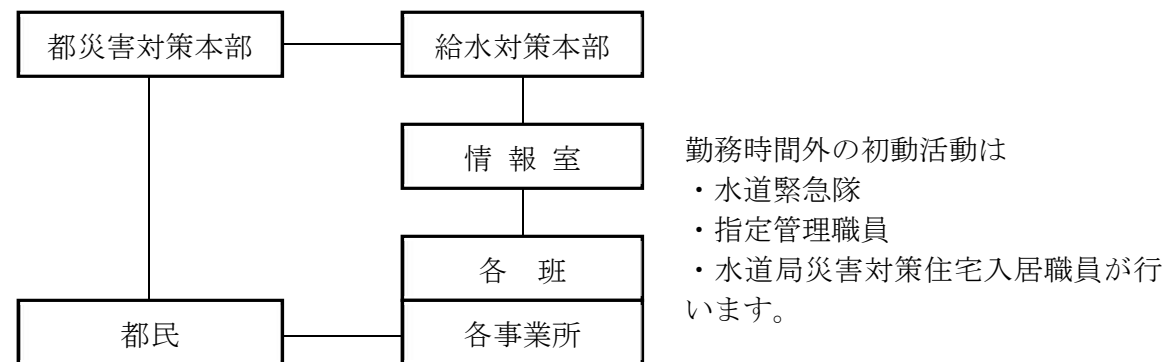 都災害対策本部
給水対策本部
情 報 室
各 班
都民
各事業所
勤務時間外の初動活動は
・水道緊急隊
・指定管理職員
・水道局災害対策住宅入居職員が行
います。